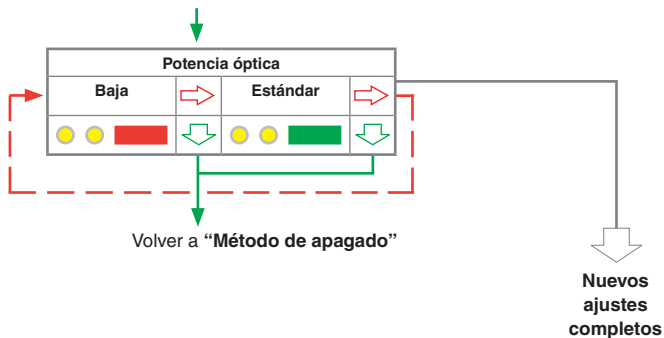 Potencia óptica
Baja
Estándar
Volver a “Método de apagado”
Nuevos
ajustes
completos